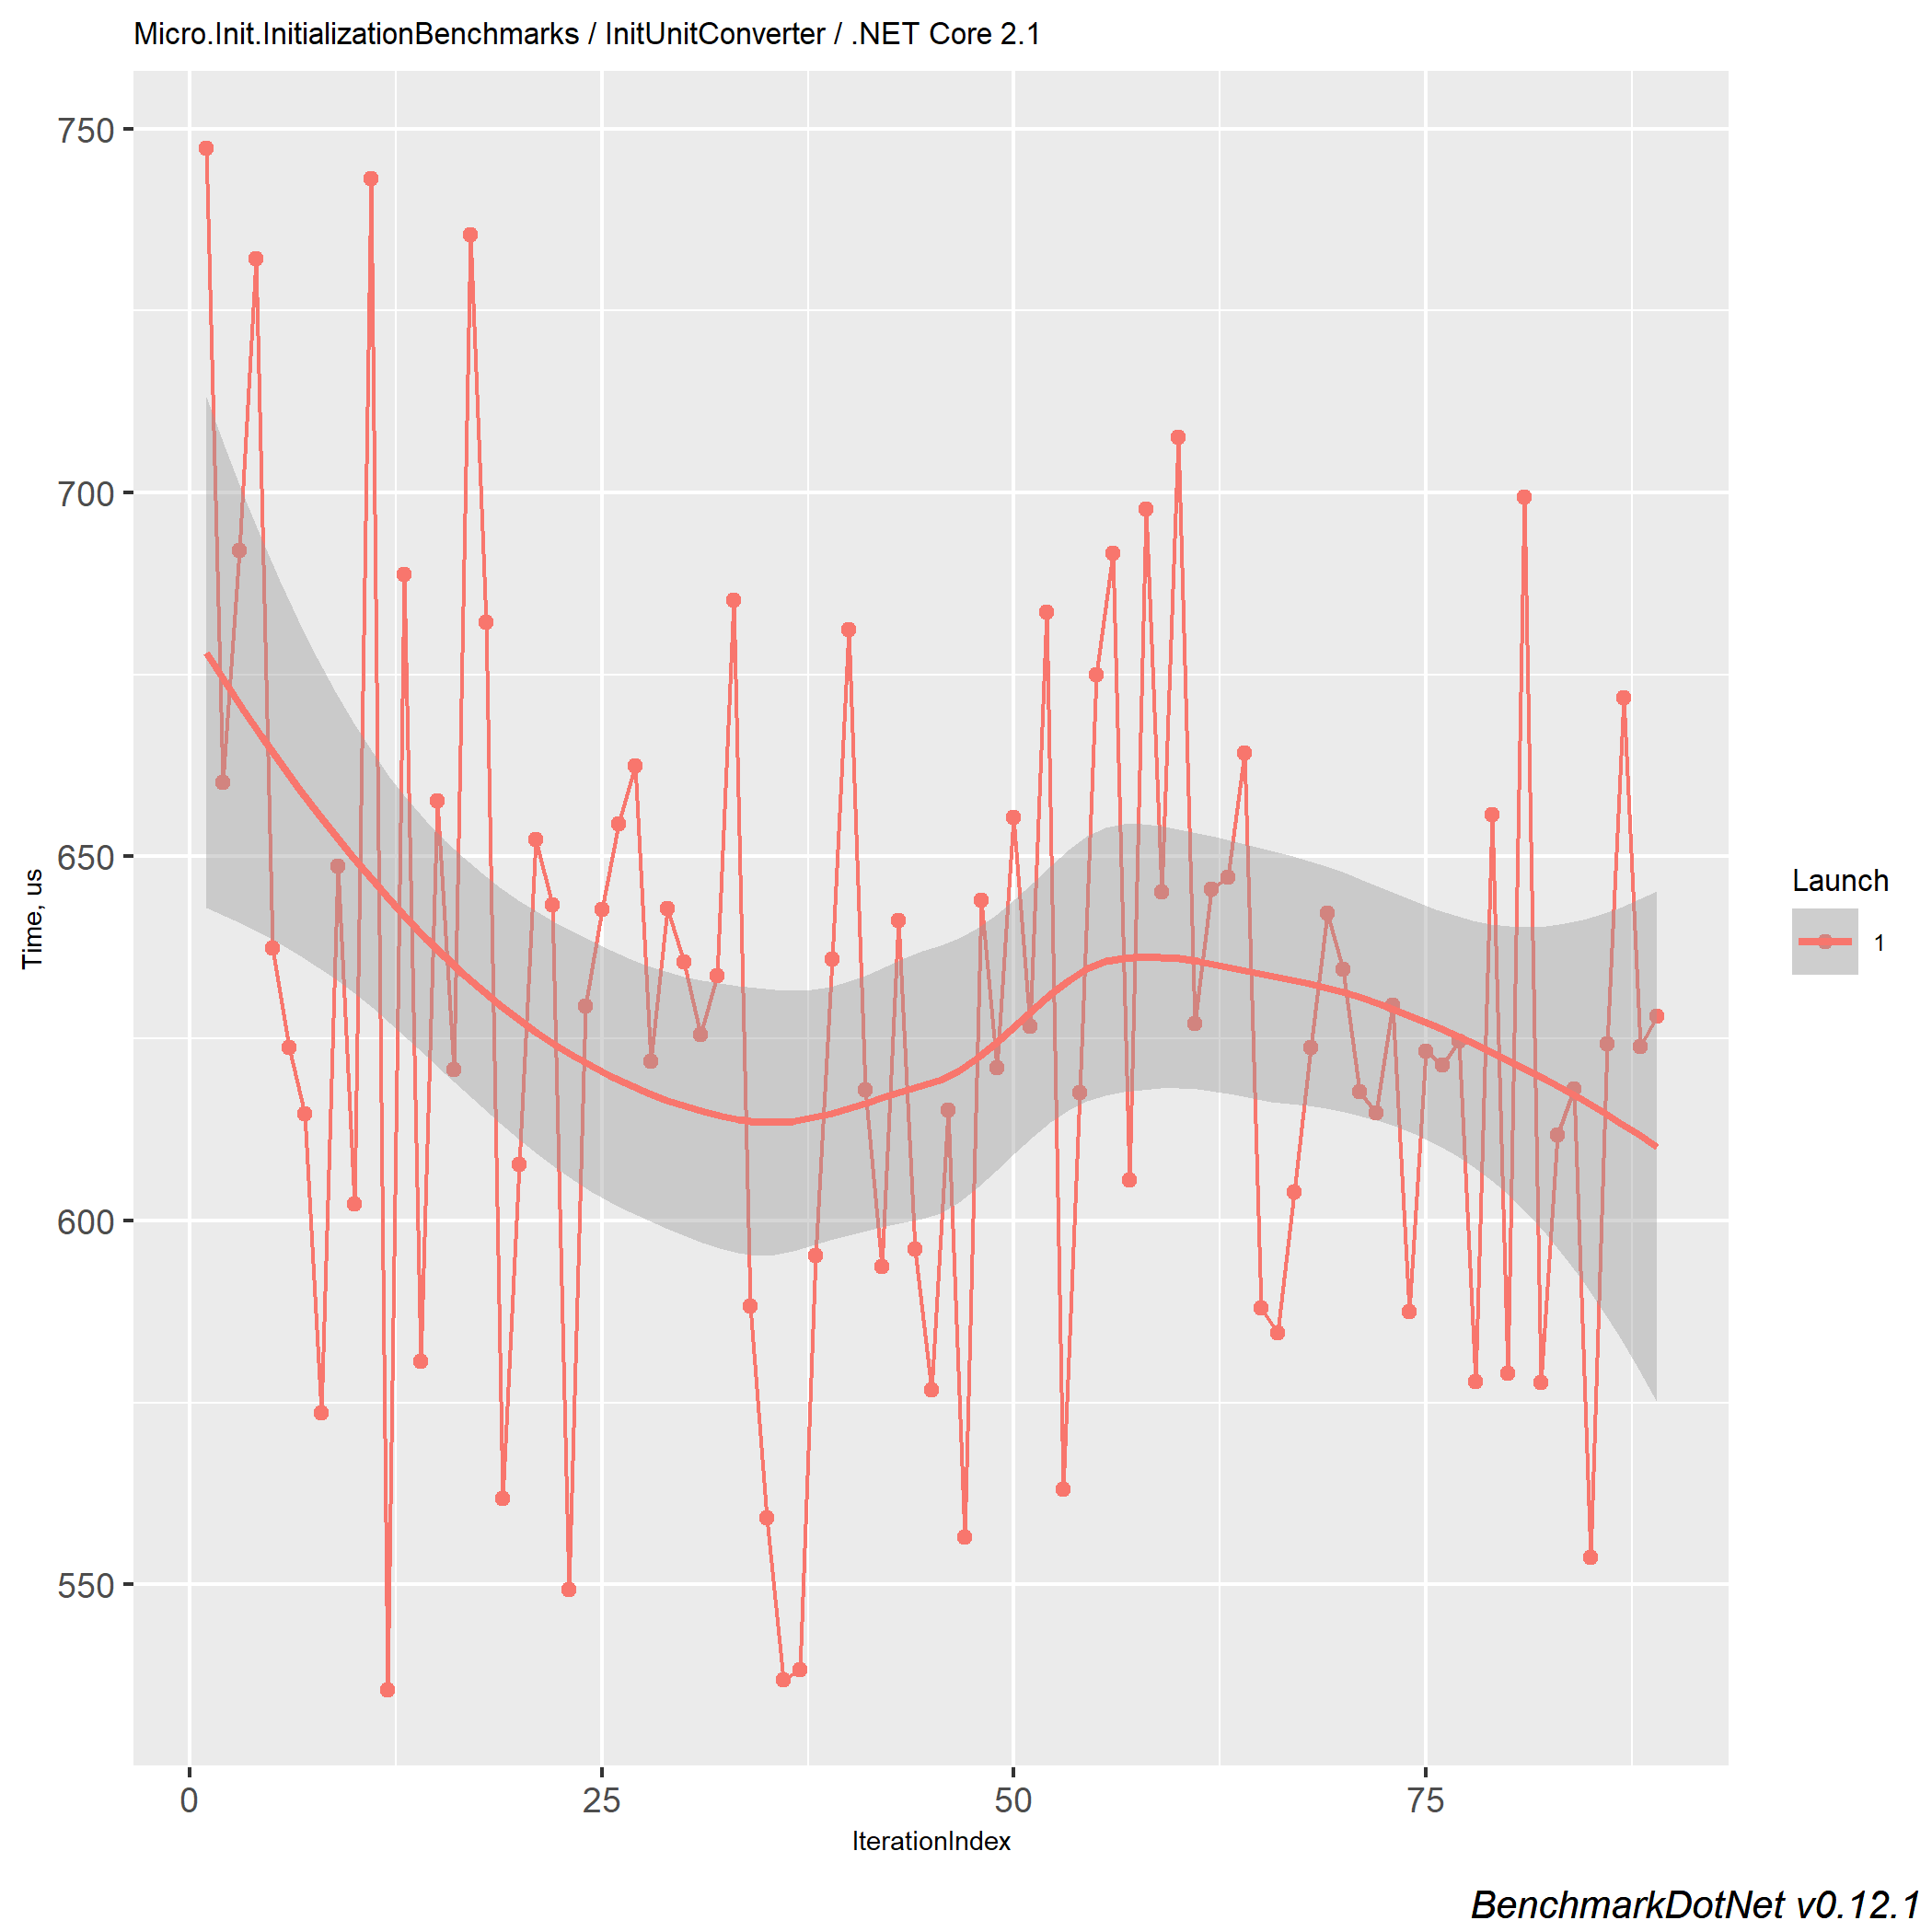 Micro.Init.InitializationBenchmarks / InitUnitConverter / .NET Core 2.1
750
700
650
600
550
Time, us
0 25 50 75
IterationIndex
Launch
1
BenchmarkDotNet v0.12.1